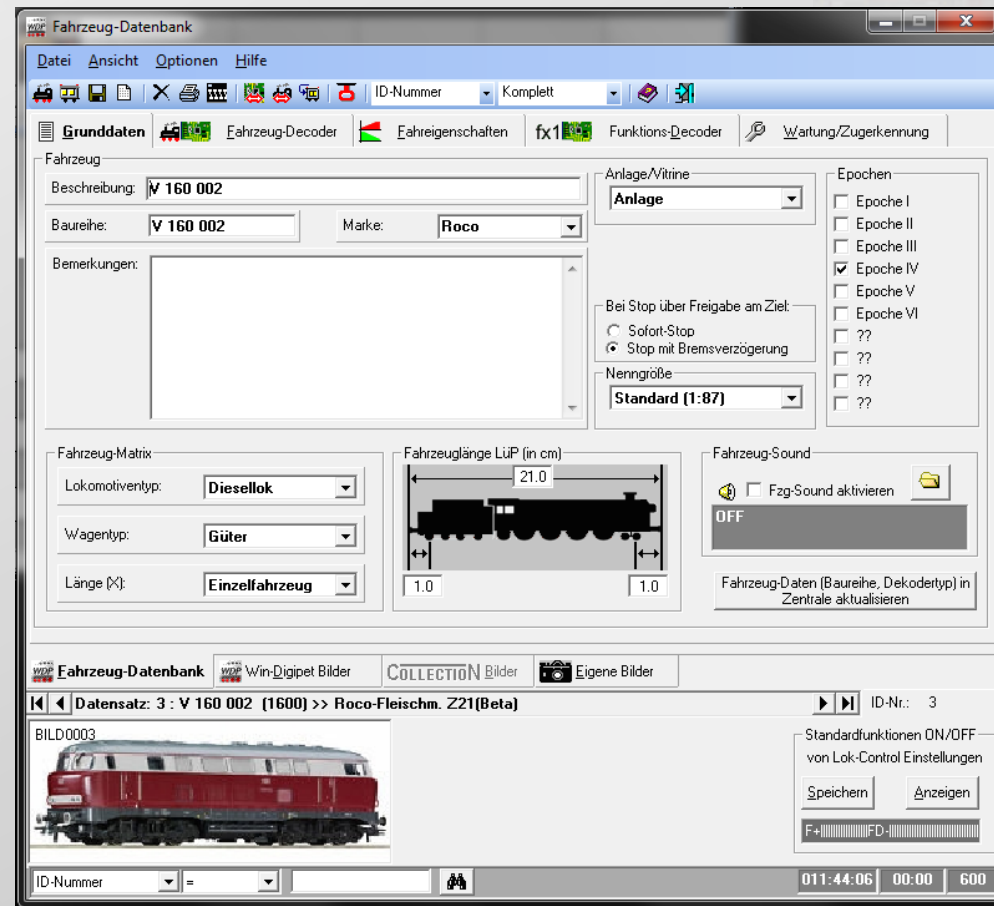 Fahrzeug-Datenbank
Datei Ansicht Optionen Hilfe
ID-Nummer Komplett
Grunddaten Fahrzeug-Decoder Fahreigenschaften fx1 Funktions-Decoder Wartung/Zugerkennung
Fahrzeug
Beschreibung: V 160 002
Baureihe: V 160 002 Marke: Roco
Bemerkungen:
Anlage/Vitrine
Anlage
Bei Stop über Freigabe am Ziel:
Sofort-Stop
Stop mit Bremsverzögerung
Nenngröße
Standard (1:87)
Epochen
Epoche I
Epoche II
Epoche III
Epoche IV
Epoche V
Epoche VI
??
??
??
??
Fahrzeug-Matrix
Lokomotiventyp: Diesellok
Wagentyp: Güter
Länge (X): Einzelfahrzeug
Fahrzeuglänge LüP (in cm)
21.0
1.0 1.0
Fahrzeug-Sound
Fzg-Sound aktivieren
OFF
Fahrzeug-Daten (Baureihe, Dekodertyp) in
Zentrale aktualisieren
WDP Fahrzeug-Datenbank WDP Win-Digipet Bilder COLLECTION Bilder Eigene Bilder
Datensatz: 3 : V 160 002 (1600) >> Roco-Fleischm. Z21(Beta) ID-Nr.: 3
BILD0003
Standardfunktionen ON/OFF
von Lok-Control Einstellungen
Speichern Anzeigen
F+ FD-
ID-Nummer = 011:44:06 00:00 600